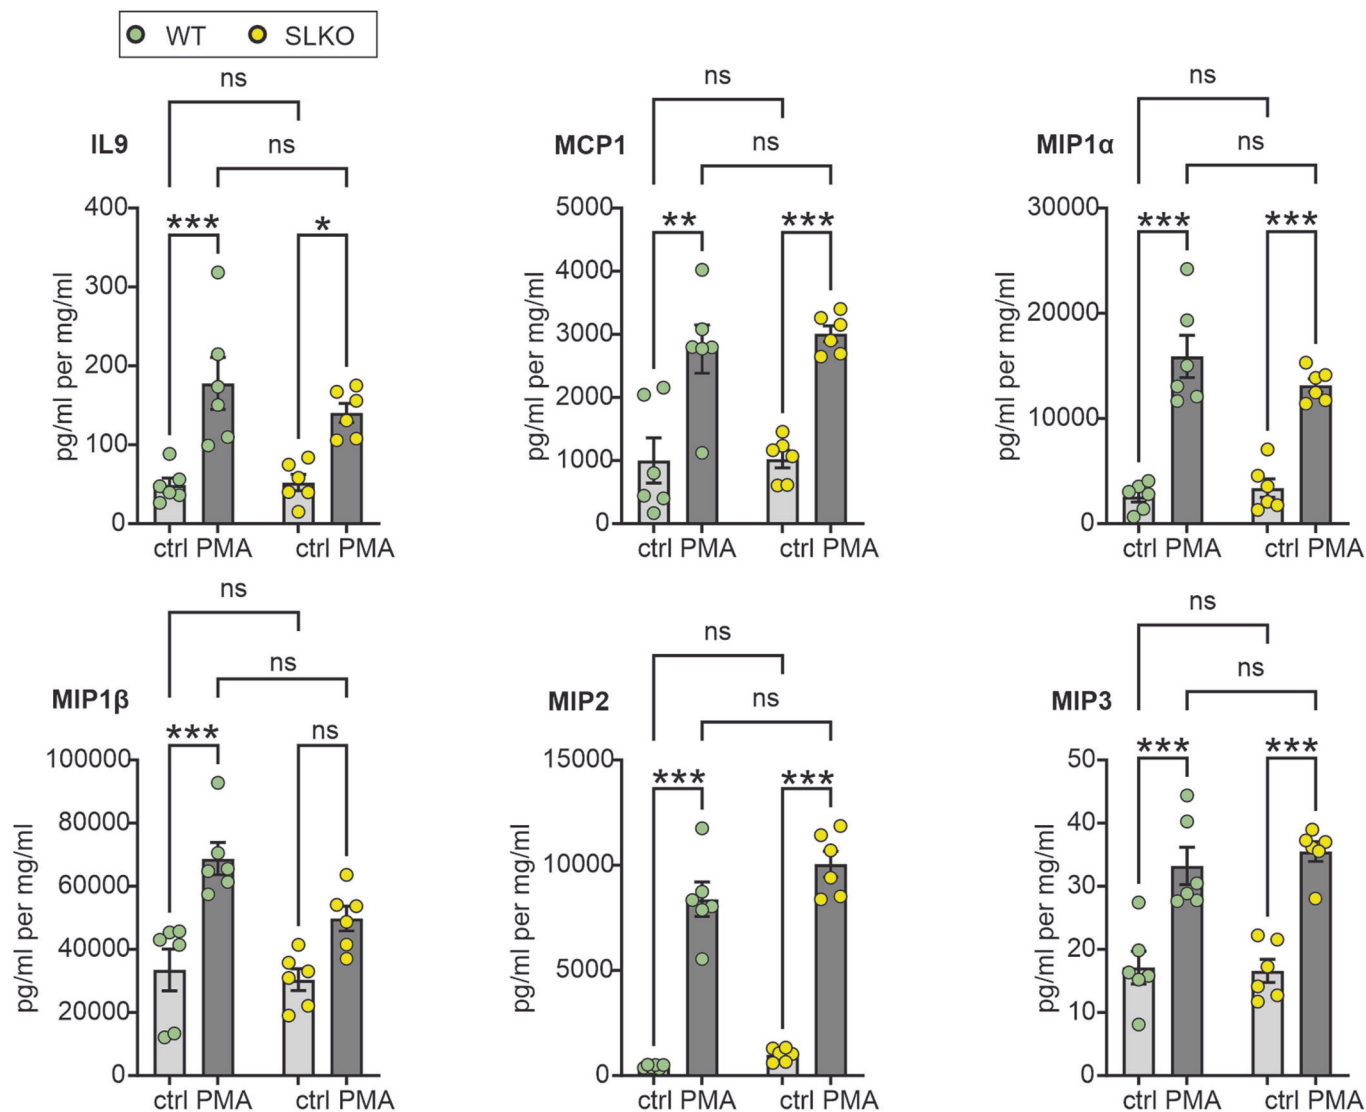 WT SLKO
IL9
ns
ns
***
*
pg/ml per mg/ml
400
300
200
100
0
ctrl PMA ctrl PMA
MCP1
ns
ns
**
***
pg/ml per mg/ml
5000
4000
3000
2000
1000
0
ctrl PMA ctrl PMA
MIP1α
ns
ns
***
***
pg/ml per mg/ml
30000
20000
10000
0
ctrl PMA ctrl PMA
MIP1β
ns
ns
***
ns
pg/ml per mg/ml
100000
80000
60000
40000
20000
0
ctrl PMA ctrl PMA
MIP2
ns
ns
***
***
pg/ml per mg/ml
15000
10000
5000
0
ctrl PMA ctrl PMA
MIP3
ns
ns
***
***
pg/ml per mg/ml
50
40
30
20
10
0
ctrl PMA ctrl PMA